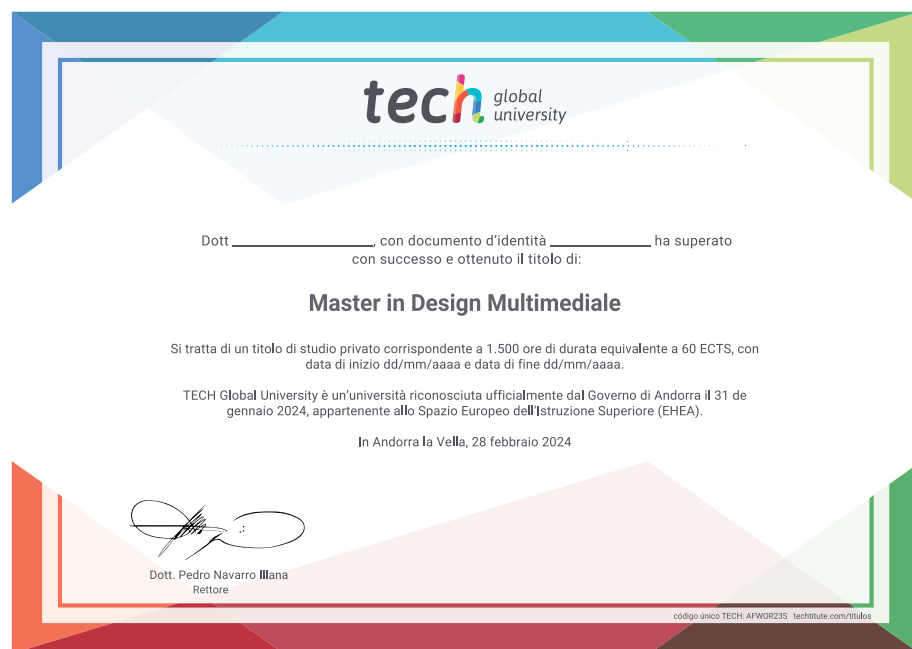 tech global university
Dott ______________, con documento d'identità __________ ha superato
con successo e ottenuto il titolo di:
Master in Design Multimediale
Si tratta di un titolo di studio privato corrispondente a 1.500 ore di durata equivalente a 60 ECTS, con
data di inizio dd/mm/aaaa e data di fine dd/mm/aaaa.
TECH Global University è un'università riconosciuta ufficialmente dal Governo di Andorra il 31 de
gennaio 2024, appartenente allo Spazio Europeo dell'Istruzione Superiore (EHEA).
In Andorra la Vella, 28 febbraio 2024
Dott. Pedro Navarro Illana
Rettore
código único TECH: AFWOR23S techtitute.com/titulos